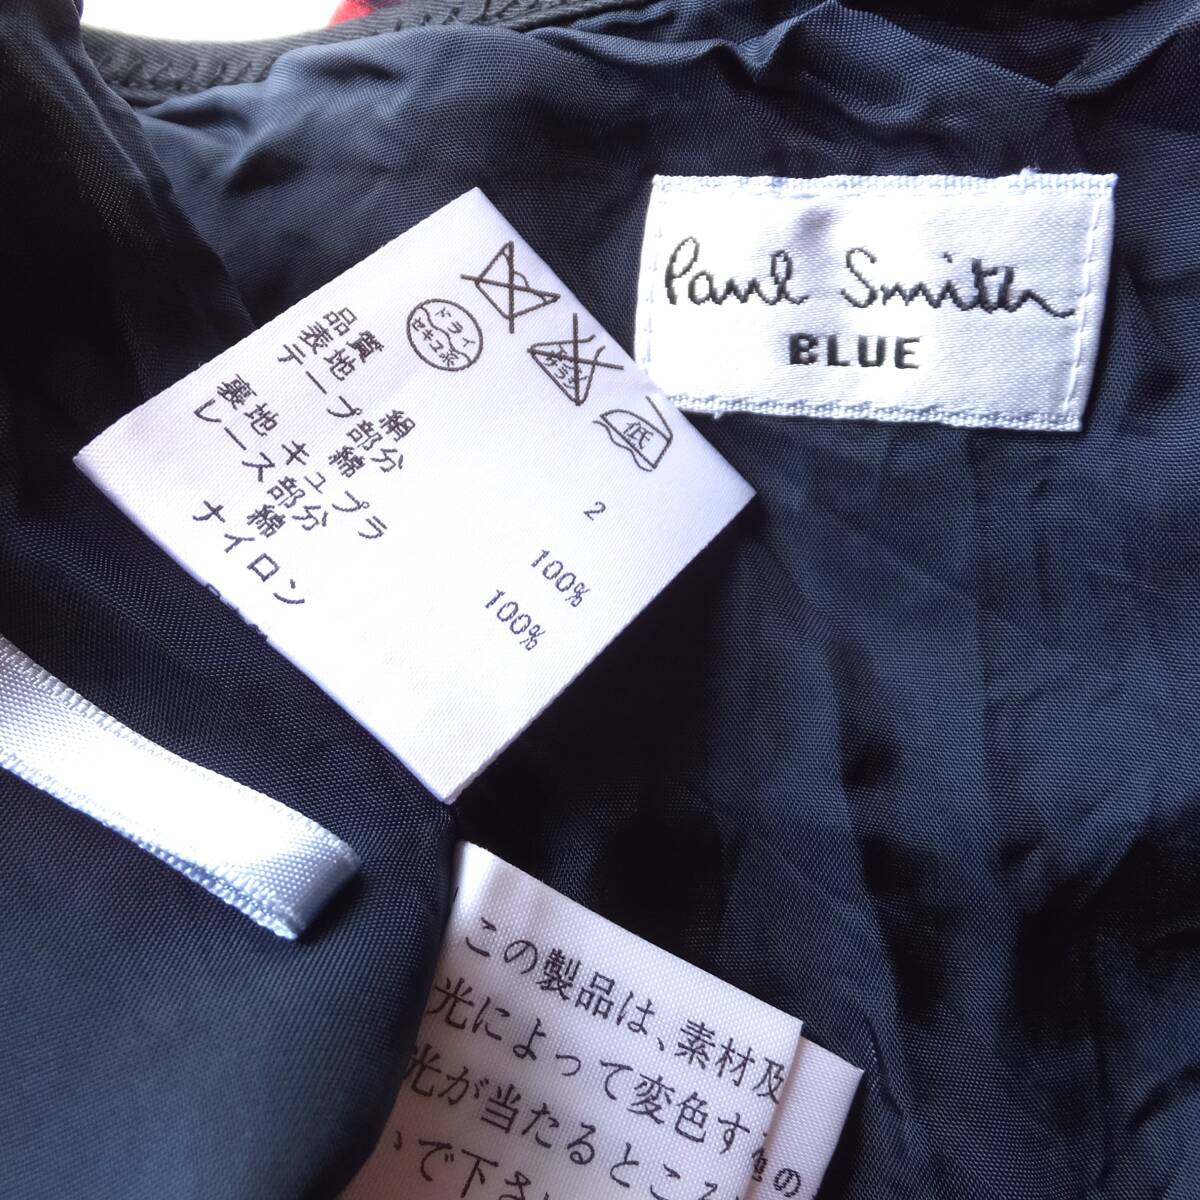 Paul Smith
BLUE
ドライ
セキユ系
低
品質 2
表地 絹 100%
テープ部分
綿 100%
裏地 キュプラ
レース部分
綿
ナイロン
この製品は、素材及
光によって変色す
光が当たるところ
いで下さい
色の